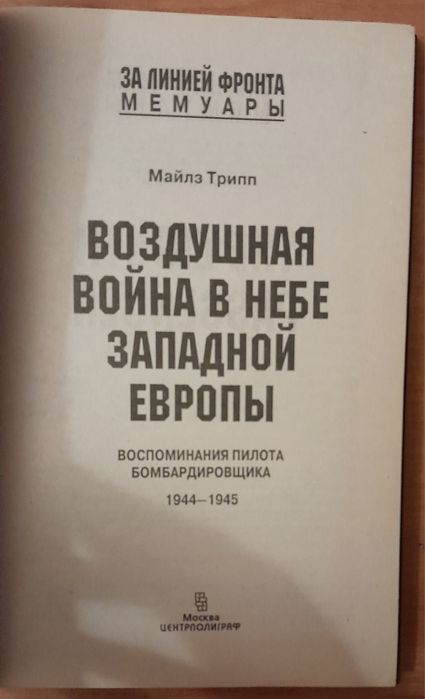 ЗА ЛИНИЕЙ ФРОНТА
МЕМУАРЫ
Майлз Трипп
ВОЗДУШНАЯ
ВОЙНА В НЕБЕ
ЗАПАДНОЙ
ЕВРОПЫ
ВОСПОМИНАНИЯ ПИЛОТА
БОМБАРДИРОВЩИКА
1944–1945
Москва
ЦЕНТРПОЛИГРАФ